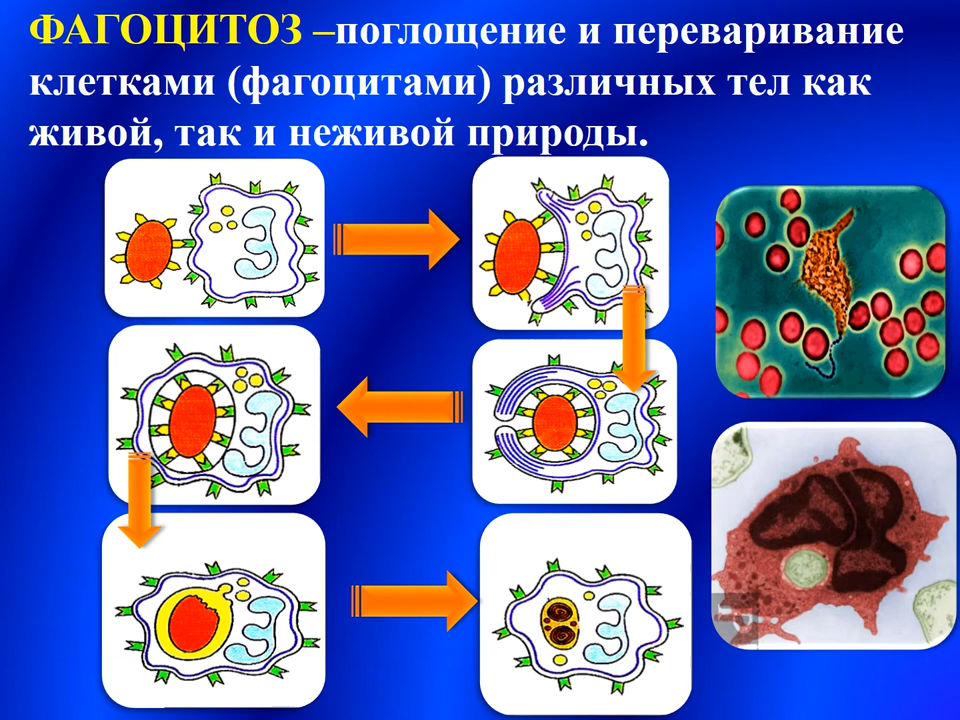 ФАГОЦИТОЗ –поглощение и переваривание
клетками (фагоцитами) различных тел как
живой, так и неживой природы.